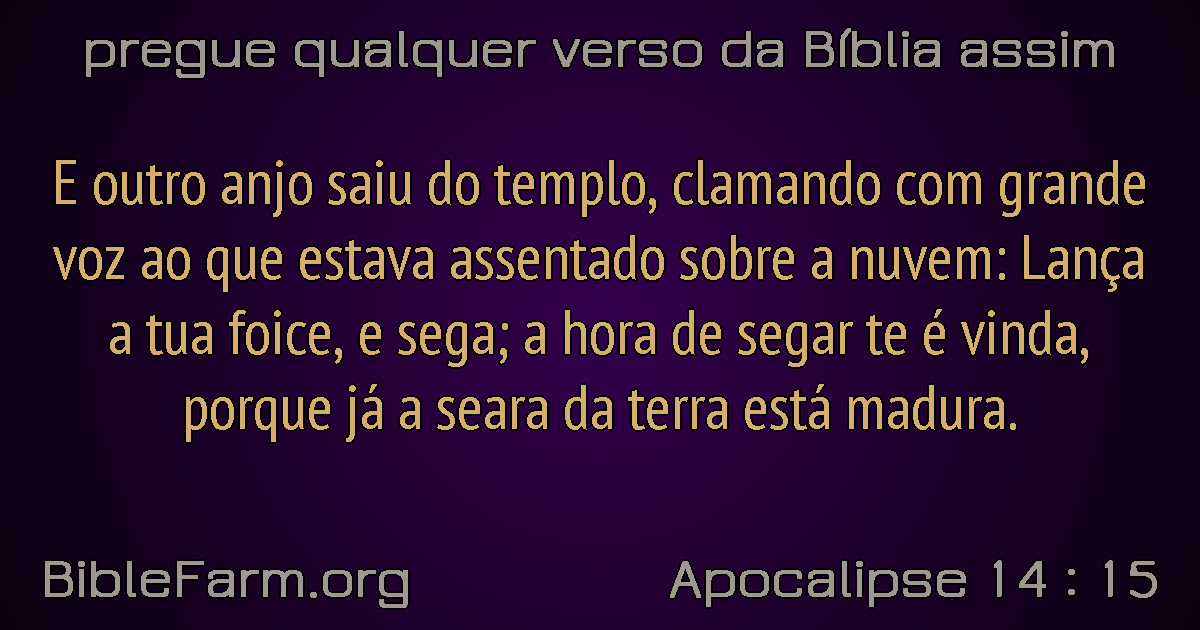 pregue qualquer verso da Bíblia assim
E outro anjo saiu do templo, clamando com grande
voz ao que estava assentado sobre a nuvem: Lança
a tua foice, e sega; a hora de segar te é vinda,
porque já a seara da terra está madura.
BibleFarm.org
Apocalipse 14 : 15